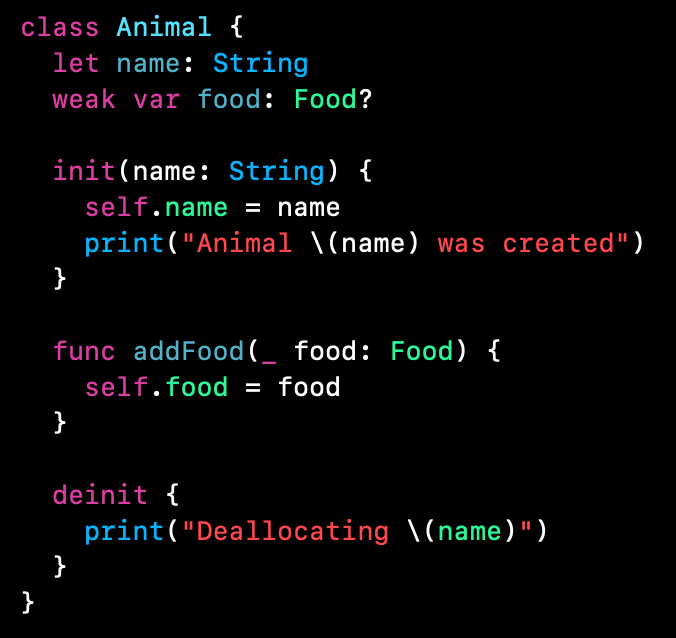 class Animal {
  let name: String
  weak var food: Food?

  init(name: String) {
    self.name = name
    print("Animal \(name) was created")
  }

  func addFood(_ food: Food) {
    self.food = food
  }

  deinit {
    print("Deallocating \(name)")
  }
}